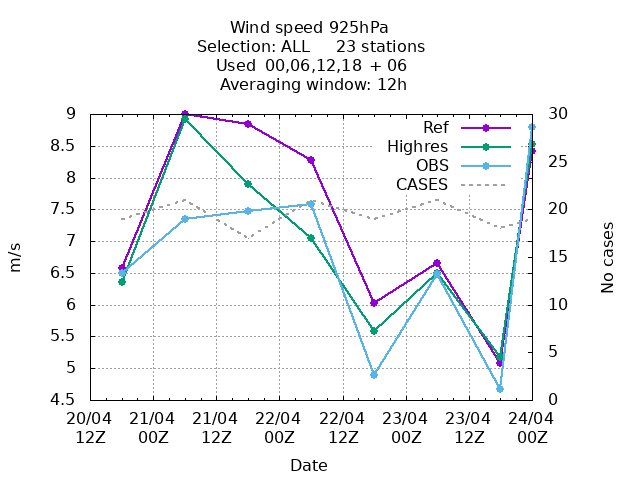 Wind speed 925hPa
Selection: ALL 23 stations
Used 00,06,12,18 + 06
Averaging window: 12h
9
8.5
8
7.5
7
6.5
6
5.5
5
4.5
m/s
30
25
20
15
10
5
0
No cases
Ref
Highres
OBS
CASES
20/04 21/04 21/04 22/04 22/04 23/04 23/04 24/04
12Z 00Z 12Z 00Z 12Z 00Z 12Z 00Z
Date